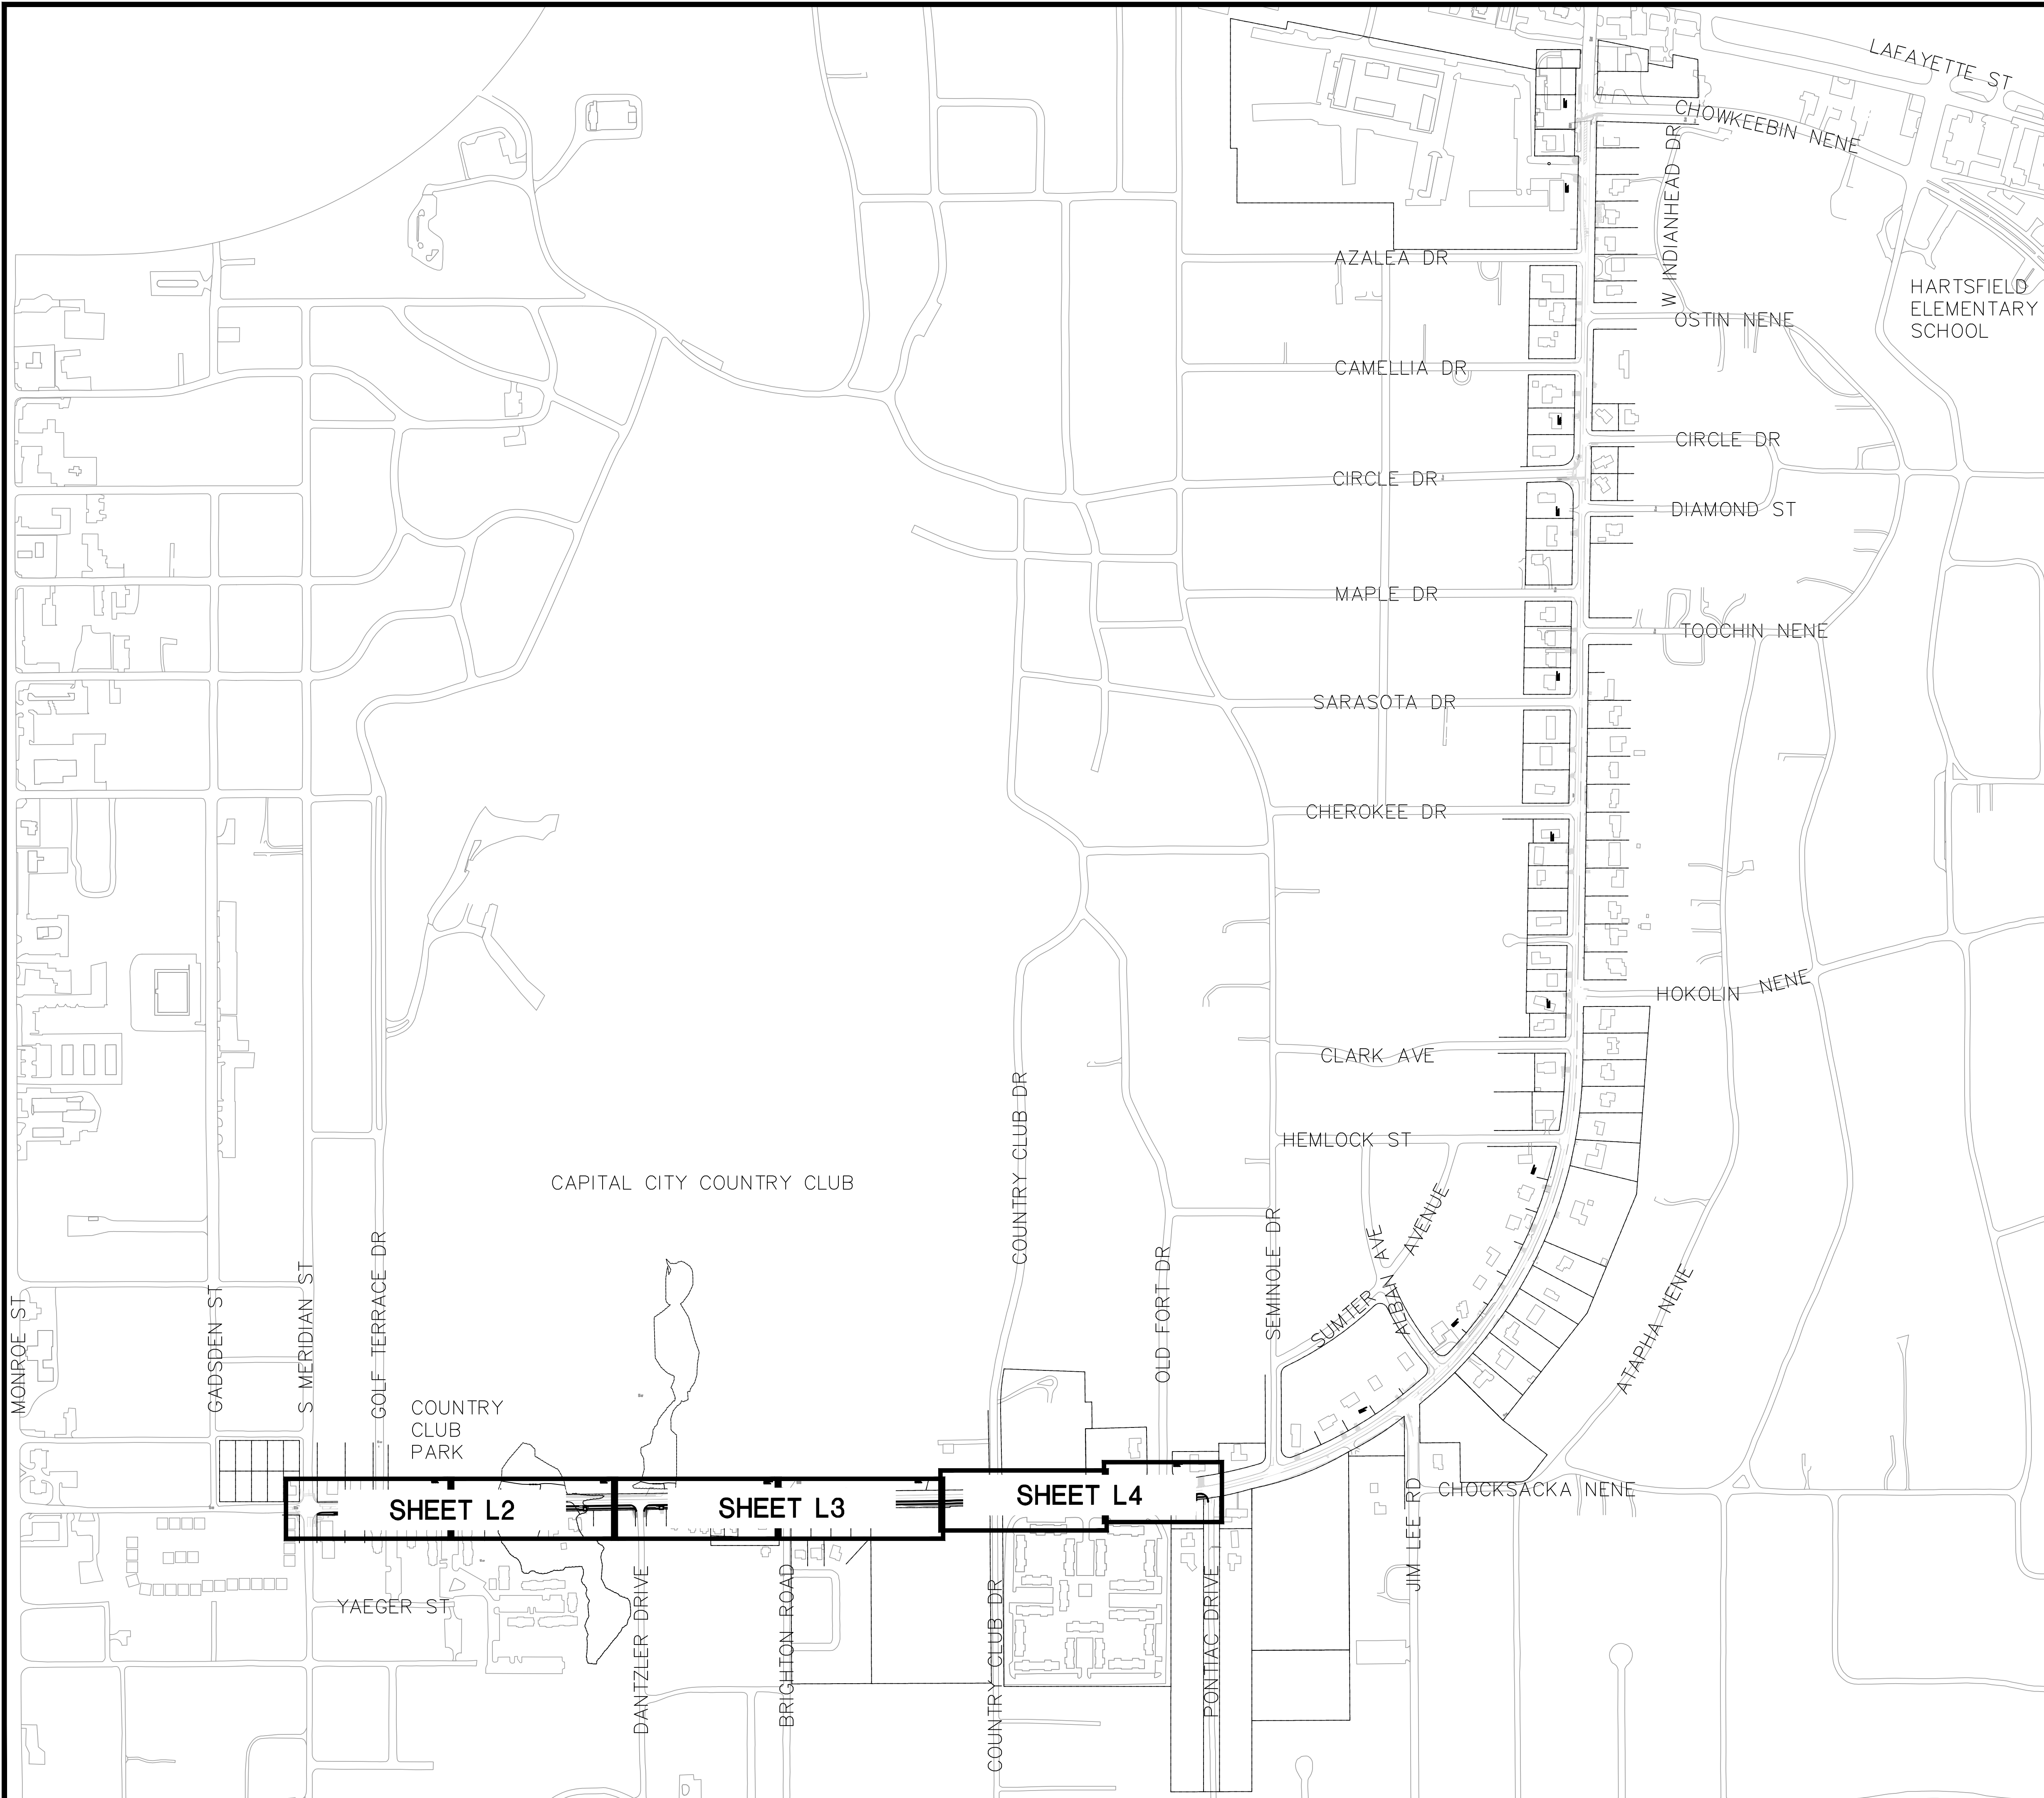 LAFAYETTE ST
CHOWKEEBIN NENE
W INDIANHEAD DR
AZALEA DR
HARTSFIELD
ELEMENTARY
SCHOOL
OSTIN NENE
CAMELLIA DR
CIRCLE DR
CIRCLE DR
DIAMOND ST
MAPLE DR
TOOCHIN NENE
SARASOTA DR
CHEROKEE DR
HOKOLIN NENE
CLARK AVE
HEMLOCK ST
CAPITAL CITY COUNTRY CLUB
COUNTRY CLUB DR
SEMINOLE DR
OLD FORT DR
ALBAN AVE
SUMTER AVENUE
ATAPHA NENE
MONROE ST
GADSDEN ST
S MERIDIAN ST
GOLF TERRACE DR
COUNTRY
CLUB
PARK
SHEET L2
SHEET L3
SHEET L4
CHOCKSACKA NENE
JIM LEE RD
YAEGER ST
DANTZLER DRIVE
BRIGHTON ROAD
COUNTRY CLUB DR
PONTIAC DRIVE